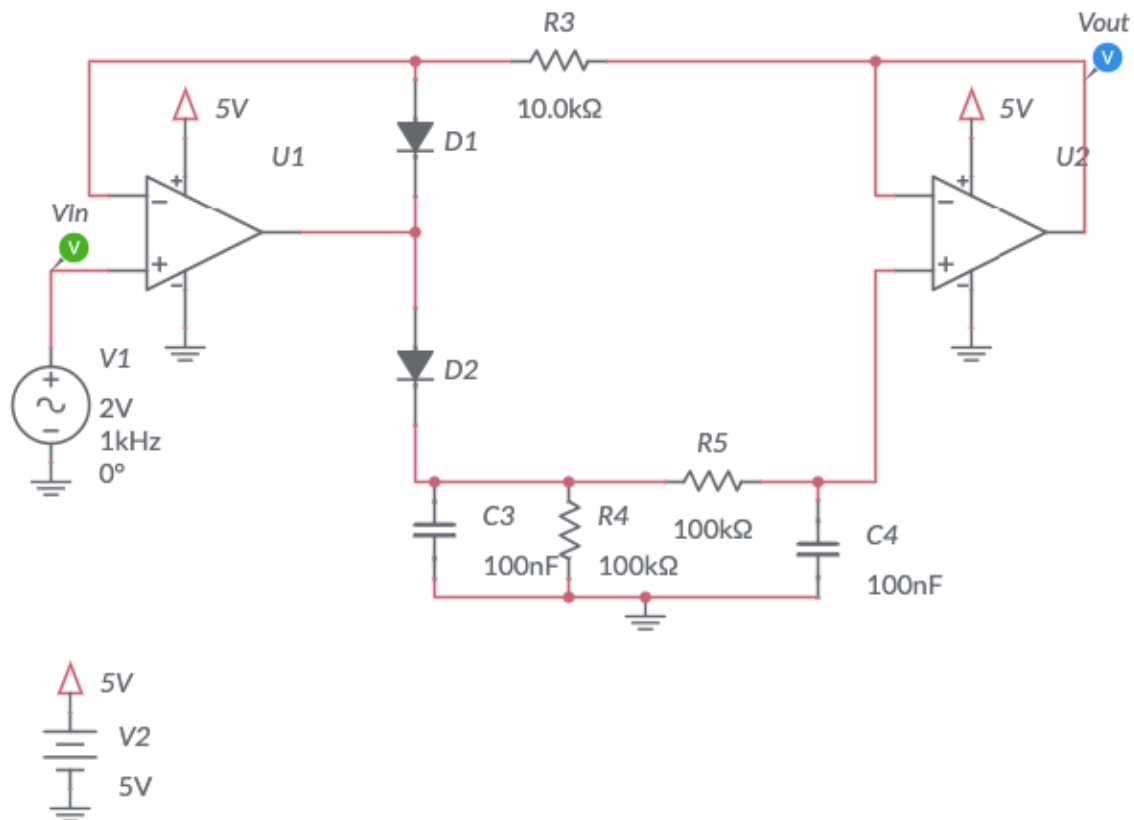 R3
Vout
V
10.0kΩ
5V
5V
D1
U1
U2
+
+
−
−
Vin
V
+
+
−
−
V1
+
2V
−
1kHz
0°
D2
R5
C3
R4
100kΩ
C4
100nF
100kΩ
100nF
5V
V2
5V